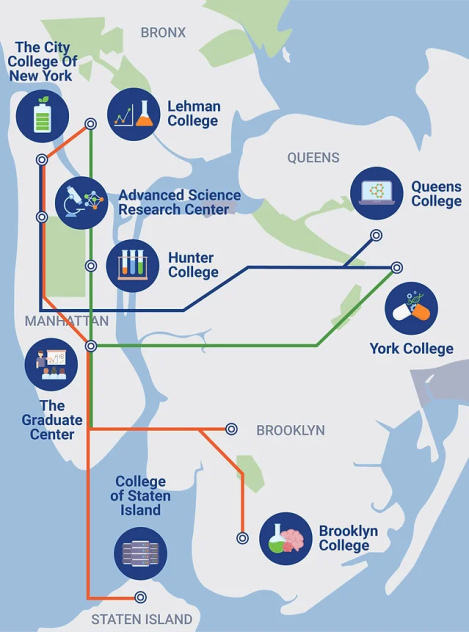 BRONX
The City
College Of
New York
Lehman
College
QUEENS
Advanced Science
Research Center
Queens
College
Hunter
College
MANHATTAN
York College
The
Graduate
Center
BROOKLYN
College
of Staten
Island
Brooklyn
College
STATEN ISLAND